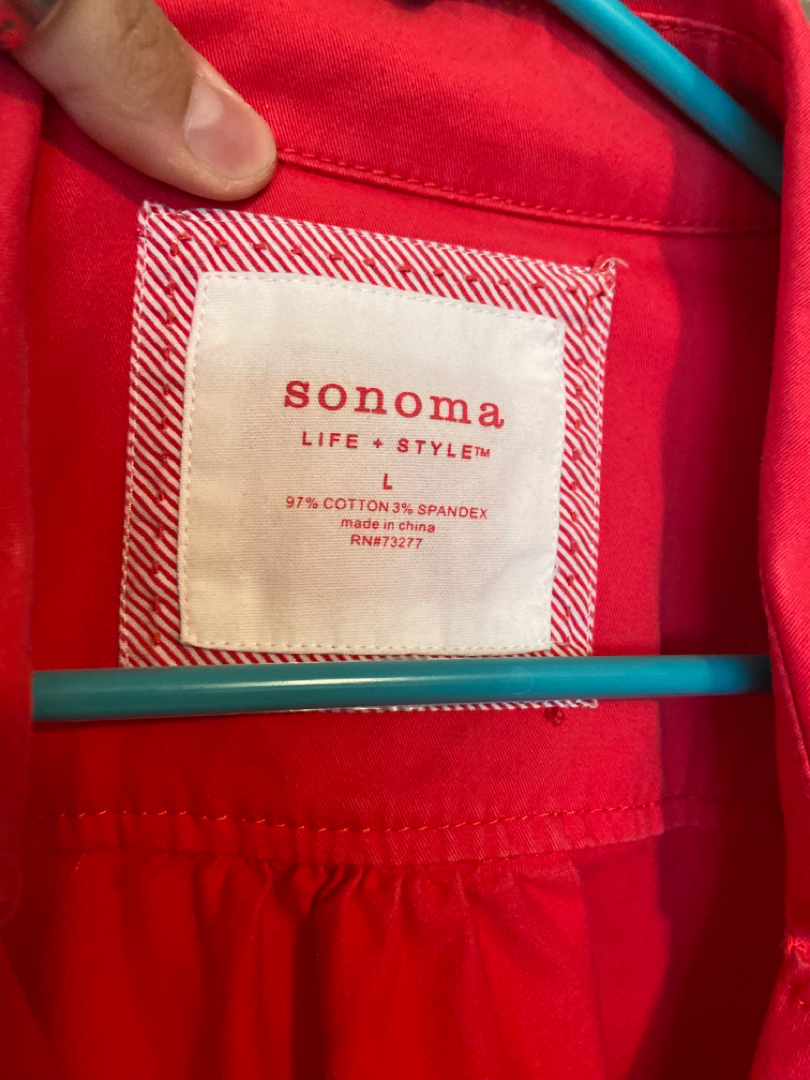 sonoma
LIFE + STYLE™
L
97% COTTON 3% SPANDEX
made in china
RN#73277